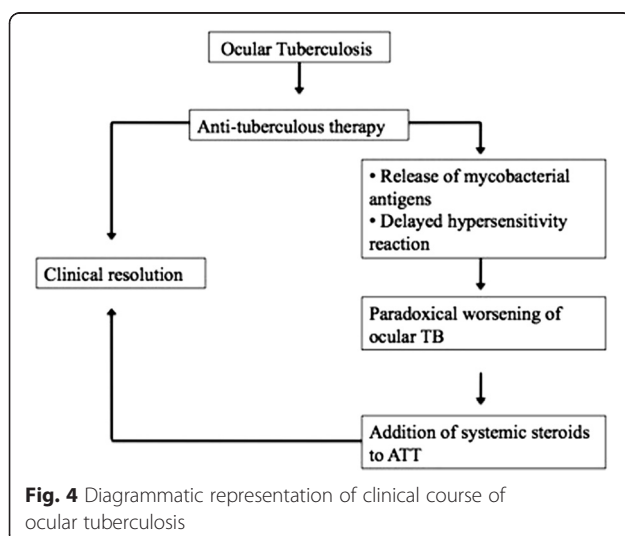 Ocular Tuberculosis
Anti-tuberculous therapy
• Release of mycobacterial
antigens
• Delayed hypersensitivity
reaction
Clinical resolution
Paradoxical worsening of
ocular TB
Addition of systemic steroids
to ATT
Fig. 4 Diagrammatic representation of clinical course of
ocular tuberculosis